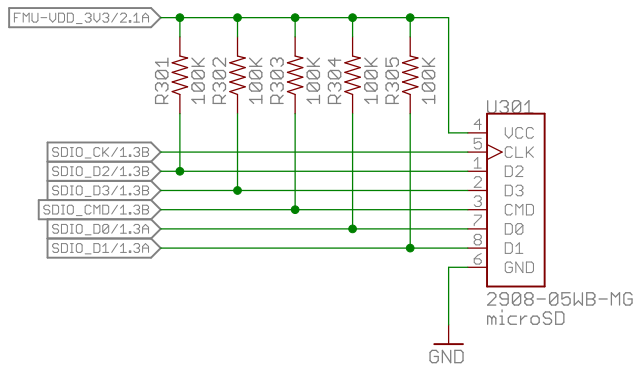 FMU-VDD_3V3/2.1A
R301
100K
R302
100K
R303
100K
R304
100K
R305
100K
U301
4
VCC
SDIO_CK/1.3B
5
CLK
SDIO_D2/1.3B
1
D2
SDIO_D3/1.3B
2
D3
SDIO_CMD/1.3B
3
CMD
SDIO_D0/1.3A
7
D0
SDIO_D1/1.3A
8
D1
6
GND
2908-05WB-MG
microSD
GND